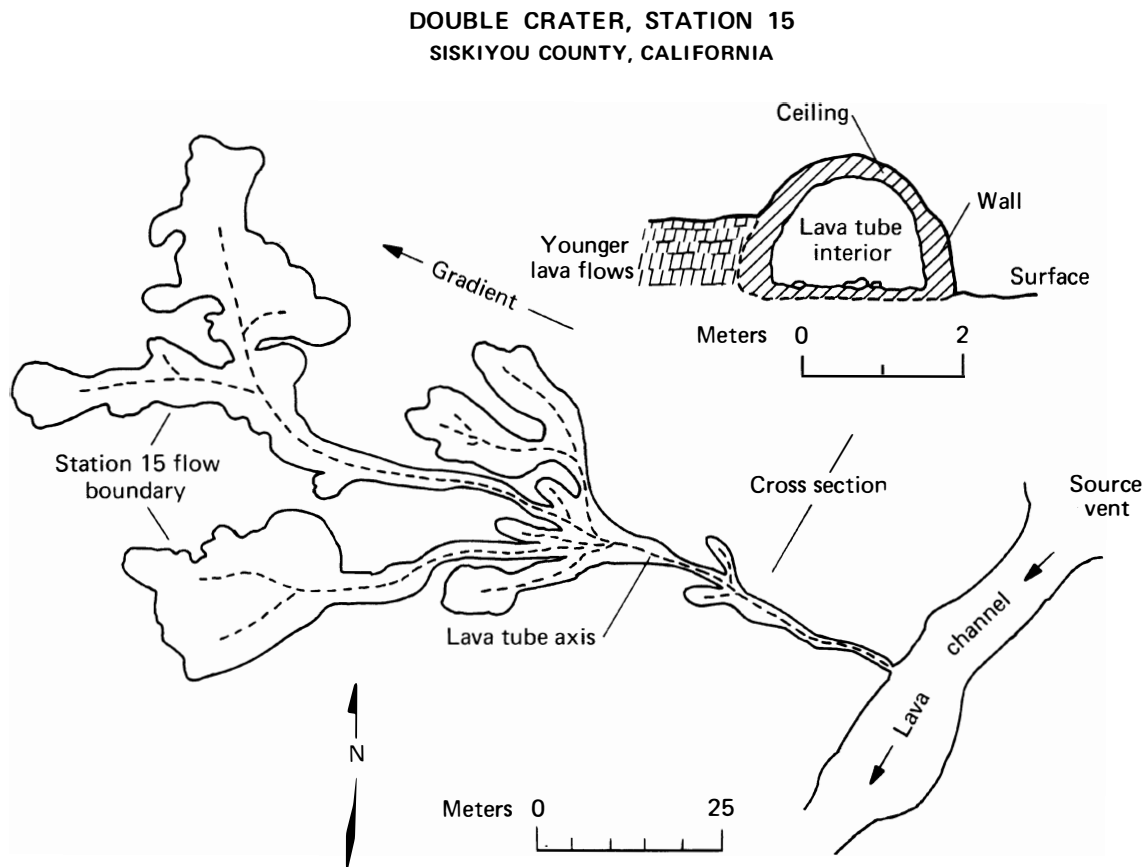 DOUBLE CRATER, STATION 15
SISKIYOU COUNTY, CALIFORNIA
Ceiling
Wall
Lava tube
interior
Younger
lava flows
Surface
Gradient
Meters 0 2
Station 15 flow
boundary
Cross section
Source
vent
Lava tube axis
Lava channel
N
Meters 0 25